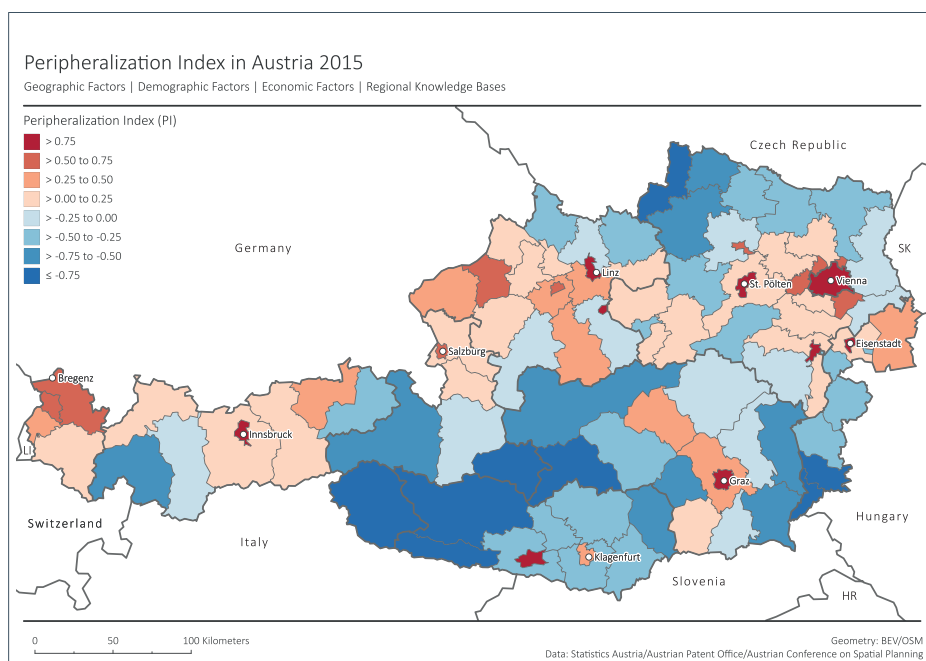 Peripheralization Index in Austria 2015
Geographic Factors | Demographic Factors | Economic Factors | Regional Knowledge Bases
Peripheralization Index (PI)
> 0.75
> 0.50 to 0.75
> 0.25 to 0.50
> 0.00 to 0.25
> -0.25 to 0.00
> -0.50 to -0.25
> -0.75 to -0.50
≤ -0.75
Czech Republic
Germany
SK
Linz
St. Pölten
Vienna
Salzburg
Eisenstadt
Bregenz
Innsbruck
LI
Graz
Switzerland
Italy
Hungary
Klagenfurt
Slovenia
HR
0 50 100 Kilometers
Geometry: BEV/OSM
Data: Statistics Austria/Austrian Patent Office/Austrian Conference on Spatial Planning